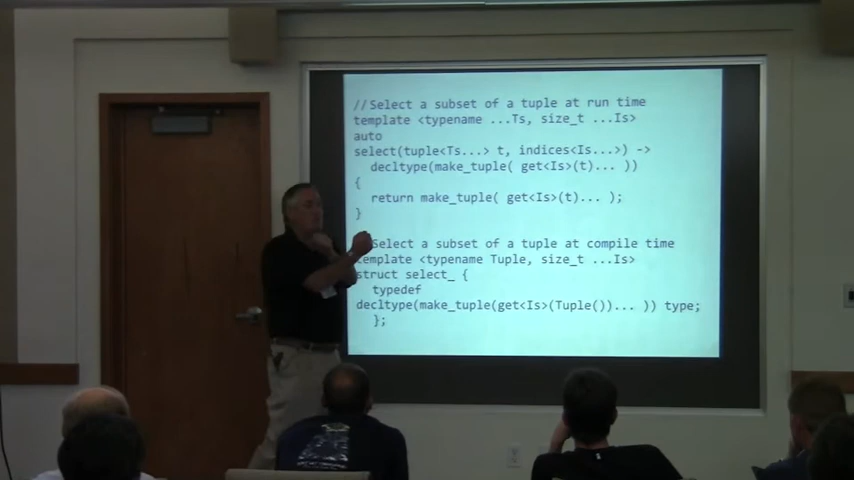 //Select a subset of a tuple at run time
template <typename ...Ts, size_t ...Is>
auto
select(tuple<Ts...> t, indices<Is...>) ->
decltype(make_tuple( get<Is>(t)... ))
{
return make_tuple( get<Is>(t)... );
}
Select a subset of a tuple at compile time
template <typename Tuple, size_t ...Is>
struct select_ {
typedef
decltype(make_tuple(get<Is>(Tuple())... )) type;
};